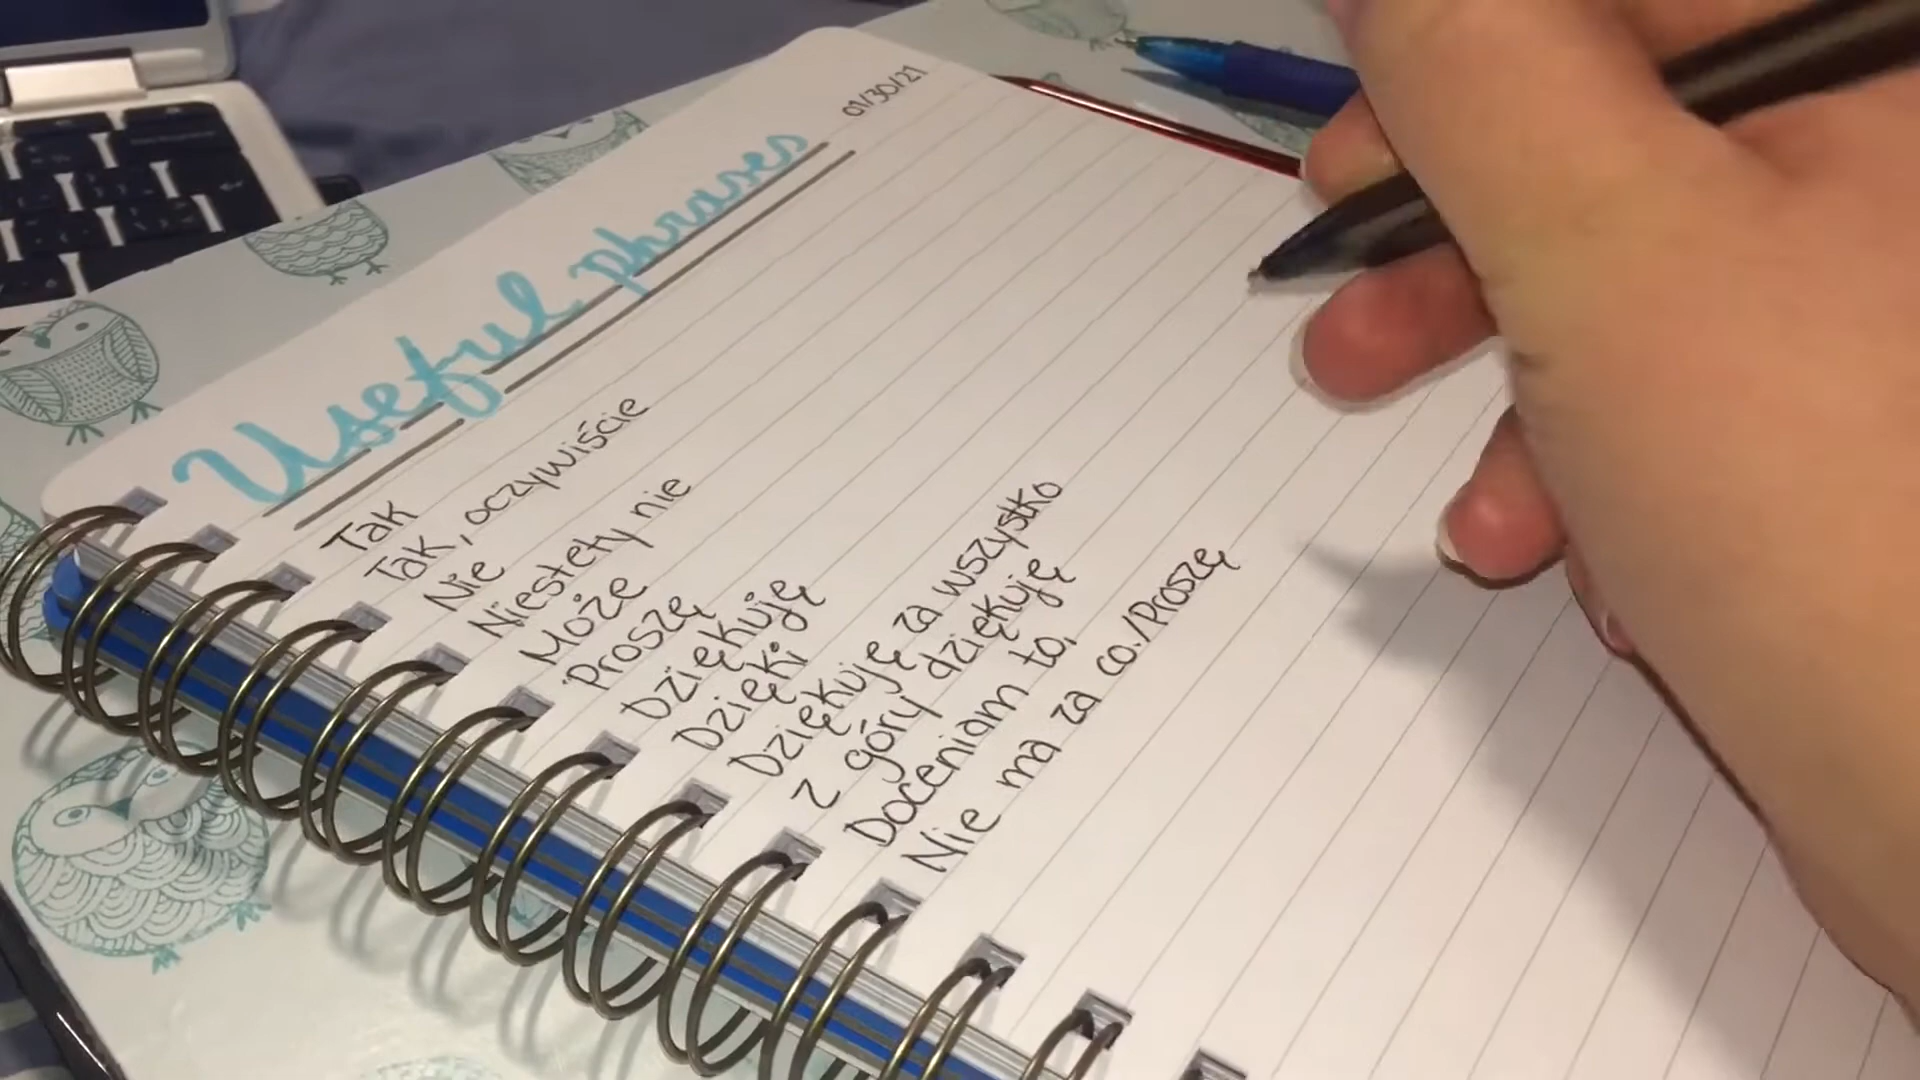 01/30/21
Useful phrases
Tak
Tak, oczywiście
Nie
Niestety nie
Może
Proszę
Dziękuję
Dzięki
Dziękuję za wszystko
z góry dziękuję
Doceniam to.
Nie ma za co./Proszę